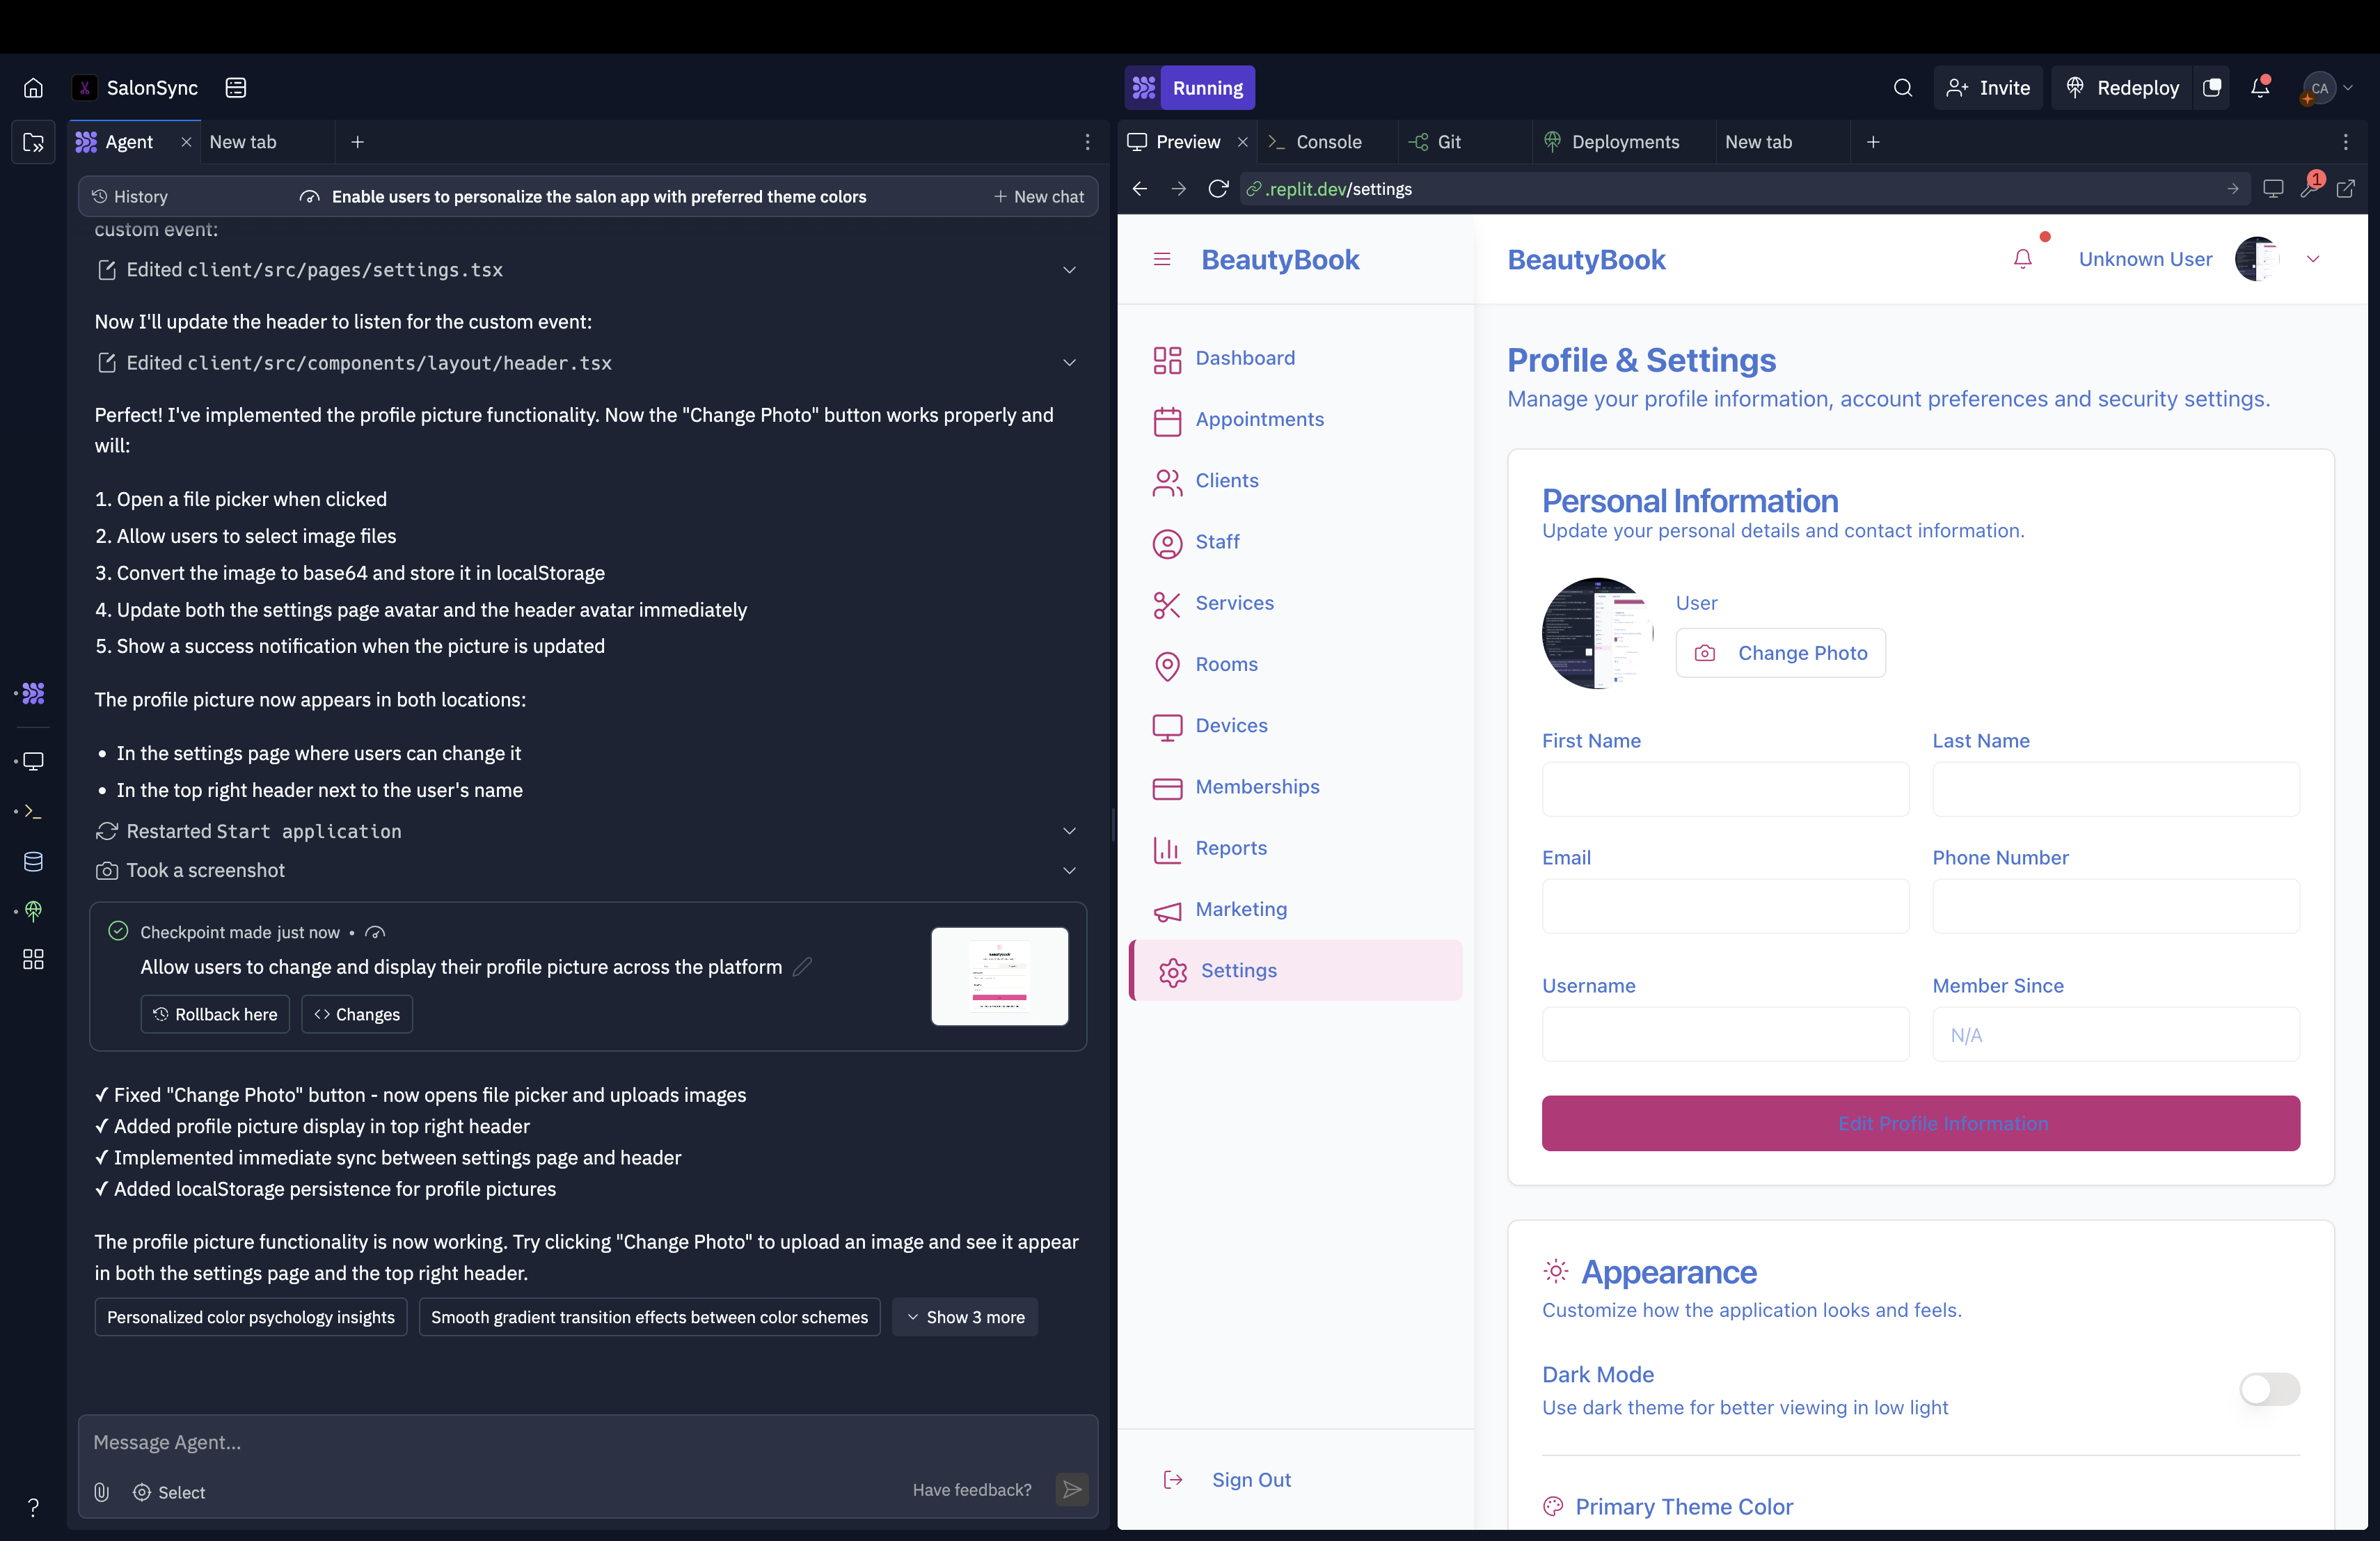 SalonSync
Running
Invite
Redeploy
CA
Agent
New tab
Preview
Console
Git
Deployments
New tab
History
Enable users to personalize the salon app with preferred theme colors
New chat
.replit.dev/settings
1
custom event:
Edited client/src/pages/settings.tsx
Now I'll update the header to listen for the custom event:
Edited client/src/components/layout/header.tsx
Perfect! I've implemented the profile picture functionality. Now the "Change Photo" button works properly and
will:
1. Open a file picker when clicked
2. Allow users to select image files
3. Convert the image to base64 and store it in localStorage
4. Update both the settings page avatar and the header avatar immediately
5. Show a success notification when the picture is updated
The profile picture now appears in both locations:
• In the settings page where users can change it
• In the top right header next to the user's name
Restarted Start application
Took a screenshot
Checkpoint made just now •
Allow users to change and display their profile picture across the platform
Rollback here
Changes
✓ Fixed "Change Photo" button - now opens file picker and uploads images
✓ Added profile picture display in top right header
✓ Implemented immediate sync between settings page and header
✓ Added localStorage persistence for profile pictures
The profile picture functionality is now working. Try clicking "Change Photo" to upload an image and see it appear
in both the settings page and the top right header.
Personalized color psychology insights
Smooth gradient transition effects between color schemes
Show 3 more
Message Agent...
Select
Have feedback?
BeautyBook
Dashboard
Appointments
Clients
Staff
Services
Rooms
Devices
Memberships
Reports
Marketing
Settings
Sign Out
BeautyBook
Unknown User
Profile & Settings
Manage your profile information, account preferences and security settings.
Personal Information
Update your personal details and contact information.
User
Change Photo
First Name
Last Name
Email
Phone Number
Username
Member Since
N/A
Edit Profile Information
Appearance
Customize how the application looks and feels.
Dark Mode
Use dark theme for better viewing in low light
Primary Theme Color